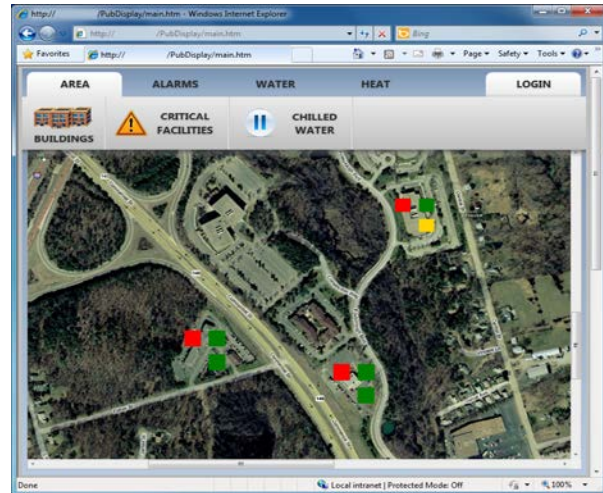 http:// /PubDisplay/main.htm - Windows Internet Explorer
http:// /PubDisplay/main.htm
Bing
Favorites
http:// /PubDisplay/main.htm
Page
Safety
Tools
AREA
ALARMS
WATER
HEAT
LOGIN
BUILDINGS
CRITICAL
FACILITIES
CHILLED
WATER
Done
Local intranet | Protected Mode: Off
100%